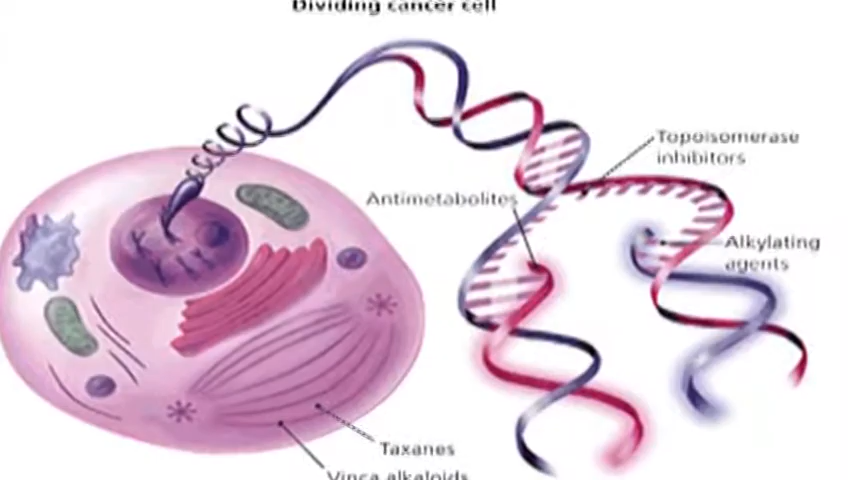 Dividing cancer cell
Topoisomerase
inhibitors
Antimetabolites
Alkylating
agents
Taxanes
Vinca alkaloids